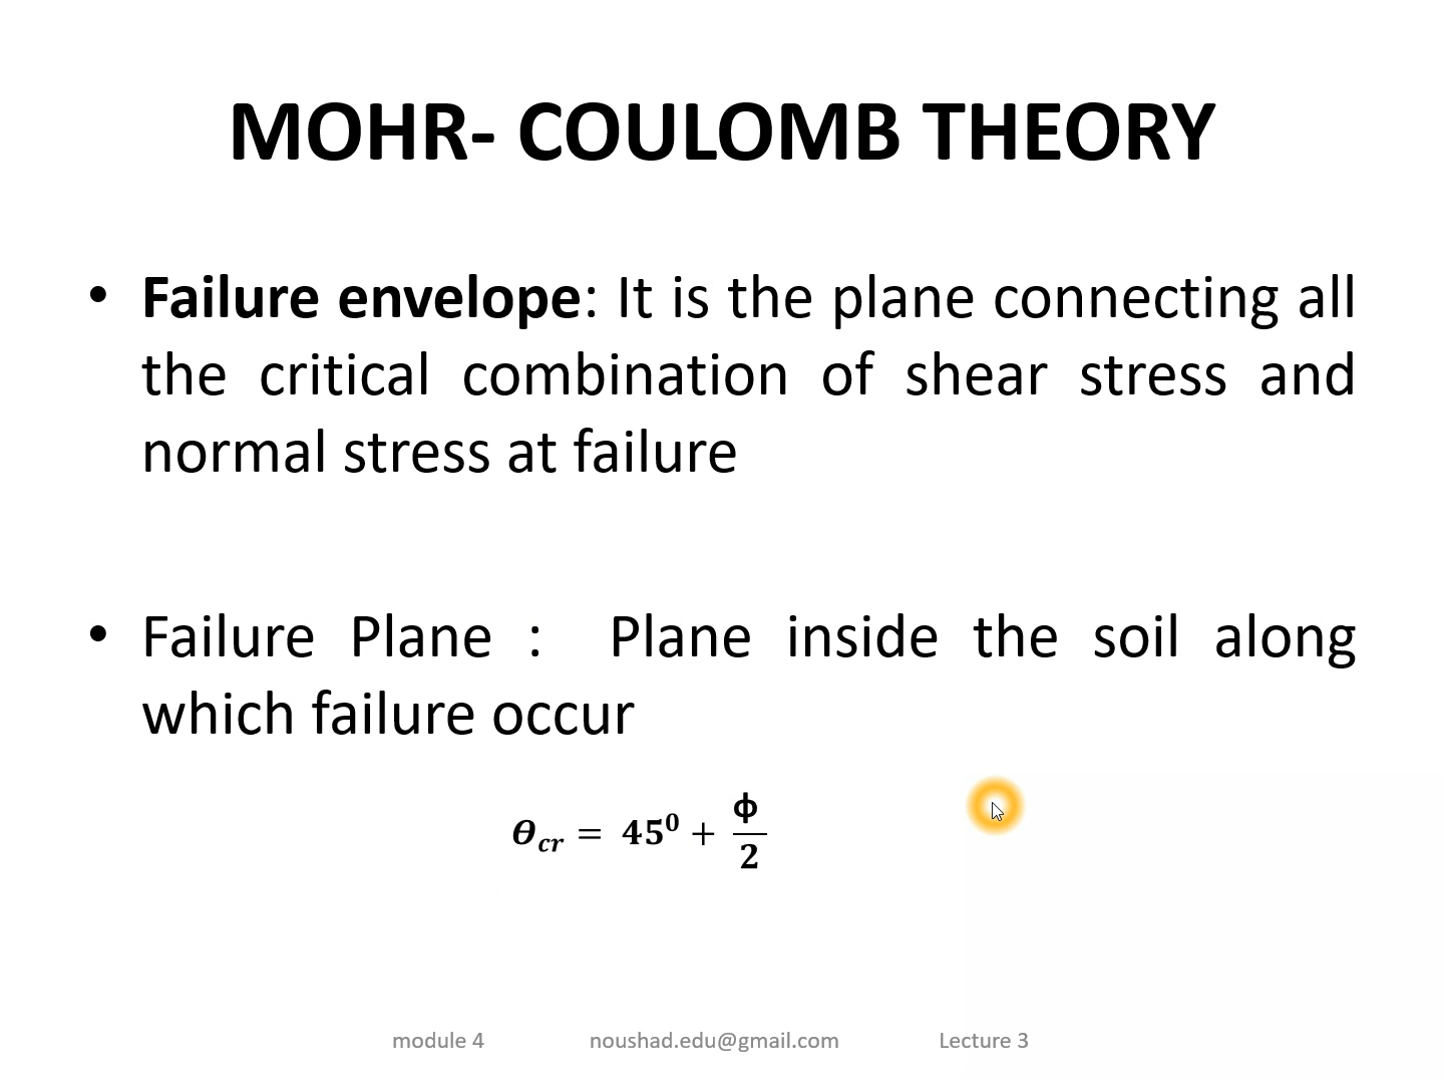 MOHR- COULOMB THEORY
• Failure envelope: It is the plane connecting all
the critical combination of shear stress and
normal stress at failure
• Failure Plane : Plane inside the soil along
which failure occur
θcr = 45⁰ + ϕ/2
module 4 noushad.edu@gmail.com Lecture 3